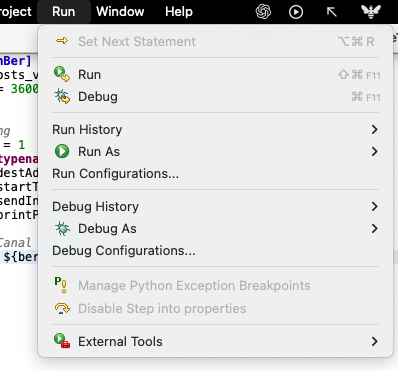 roject Run Window Help
Set Next Statement ⌥⌘R
nBer]
osts_v
Run ⇧⌘F11
= 3600
Debug ⌘F11
ng
Run History
= 1
Run As
typena
destAd
Run Configurations...
startT
sendIn
Debug History
printP
Debug As
Canal
Debug Configurations...
${ber
Manage Python Exception Breakpoints
Disable Step into properties
External Tools